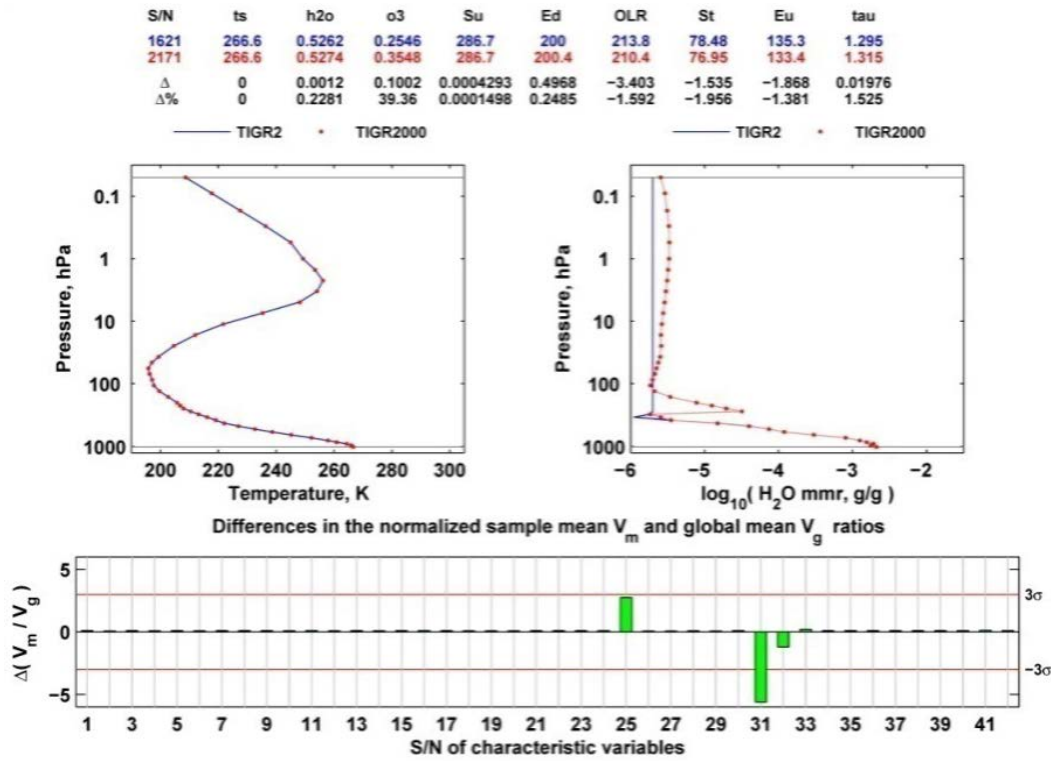 S/N ts h2o o3 Su Ed OLR St Eu tau
1621 266.6 0.5262 0.2546 286.7 200 213.8 78.48 135.3 1.295
2171 266.6 0.5274 0.3548 286.7 200.4 210.4 76.95 133.4 1.315
Δ 0 0.0012 0.1002 0.0004293 0.4968 −3.403 −1.535 −1.868 0.01976
Δ% 0 0.2281 39.36 0.0001498 0.2485 −1.592 −1.956 −1.381 1.525
TIGR2 TIGR2000 TIGR2 TIGR2000
Pressure, hPa
0.1
1
10
100
1000
200 220 240 260 280 300
Temperature, K
Pressure, hPa
0.1
1
10
100
1000
−6 −5 −4 −3 −2
log10( H2O mmr, g/g )
Differences in the normalized sample mean Vm and global mean Vg ratios
Δ( Vm / Vg )
5
0
−5
3σ
−3σ
1 3 5 7 9 11 13 15 17 19 21 23 25 27 29 31 33 35 37 39 41
S/N of characteristic variables